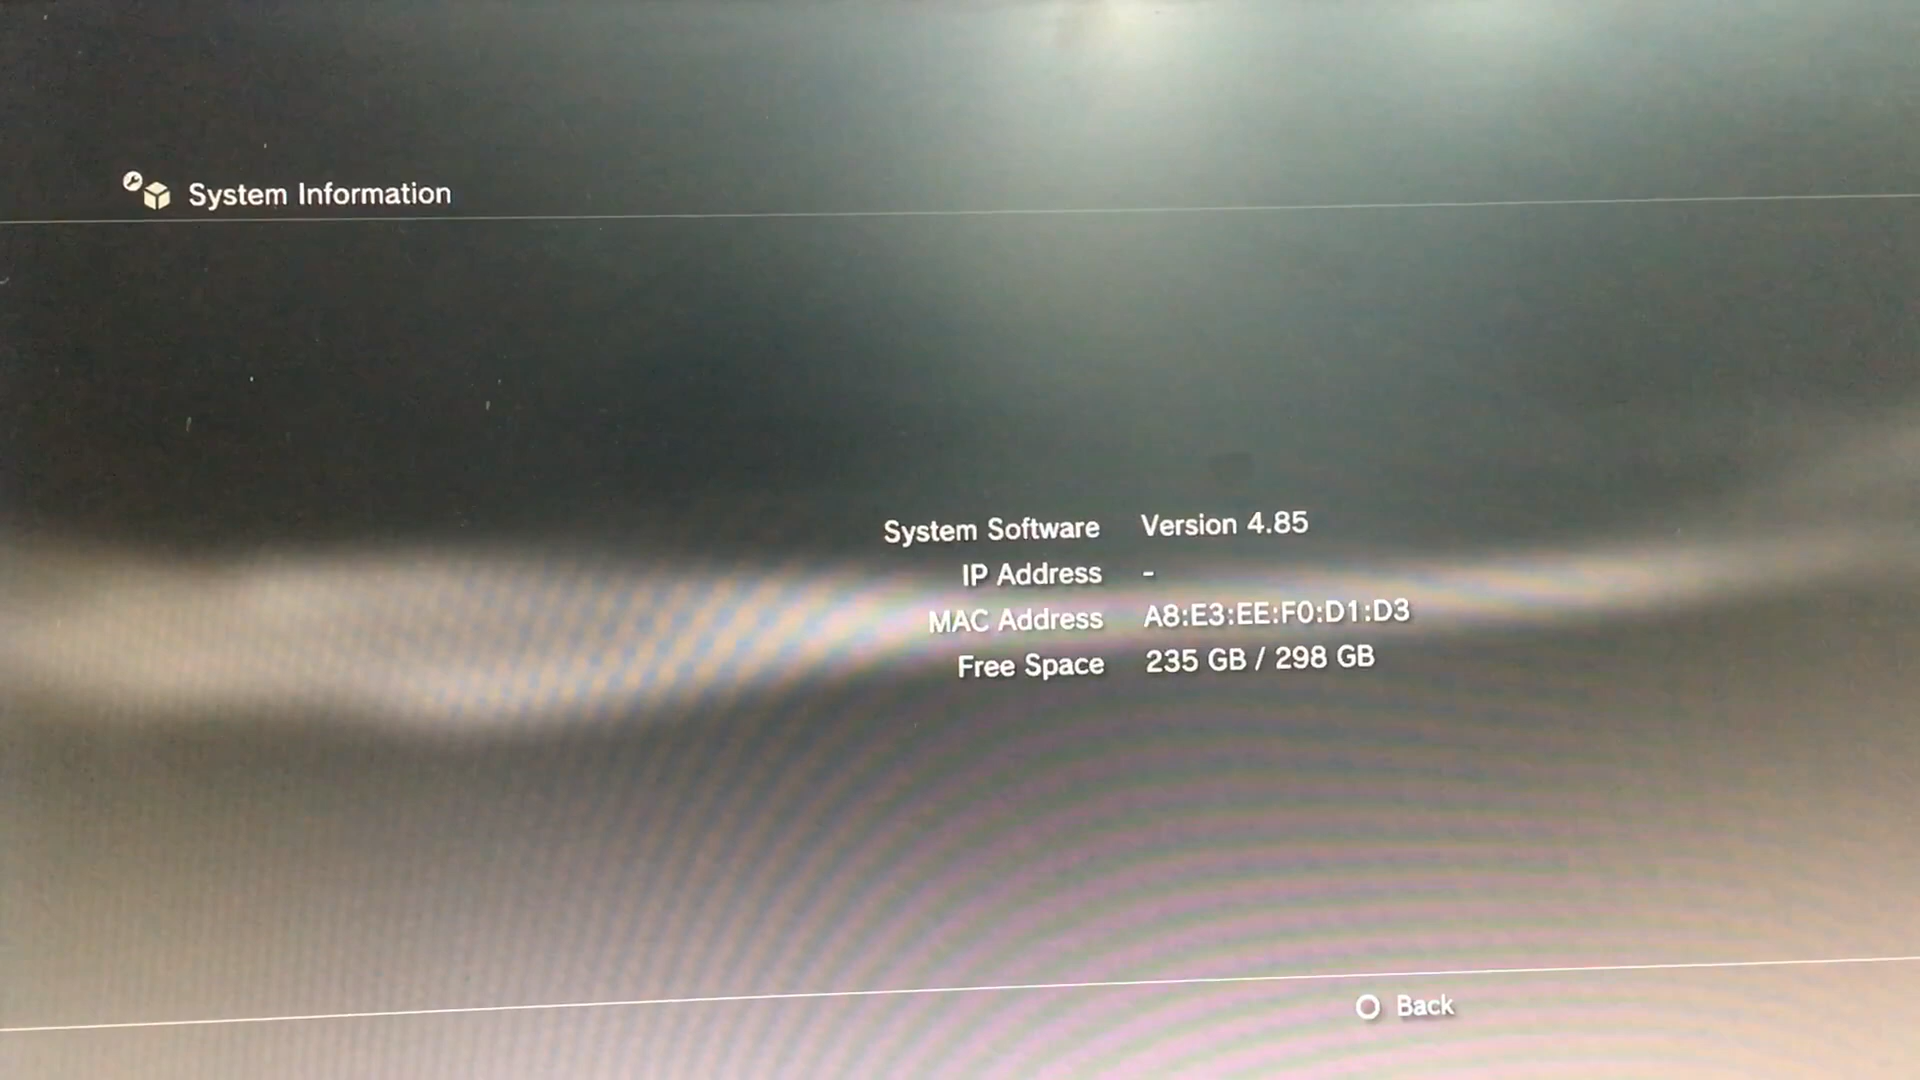 System Information
System Software Version 4.85
IP Address -
MAC Address A8:E3:EE:F0:D1:D3
Free Space 235 GB / 298 GB
Back